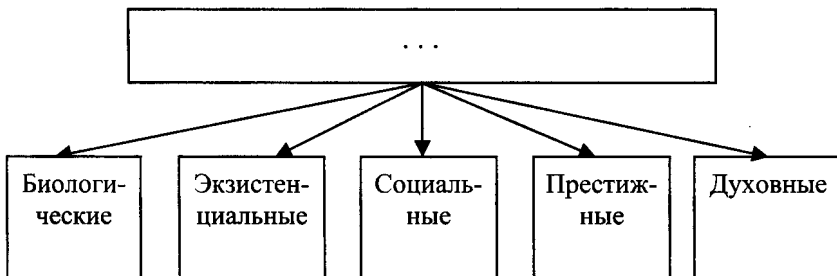 ...
Биологи-
ческие
Экзистен-
циальные
Социаль-
ные
Престиж-
ные
Духовные